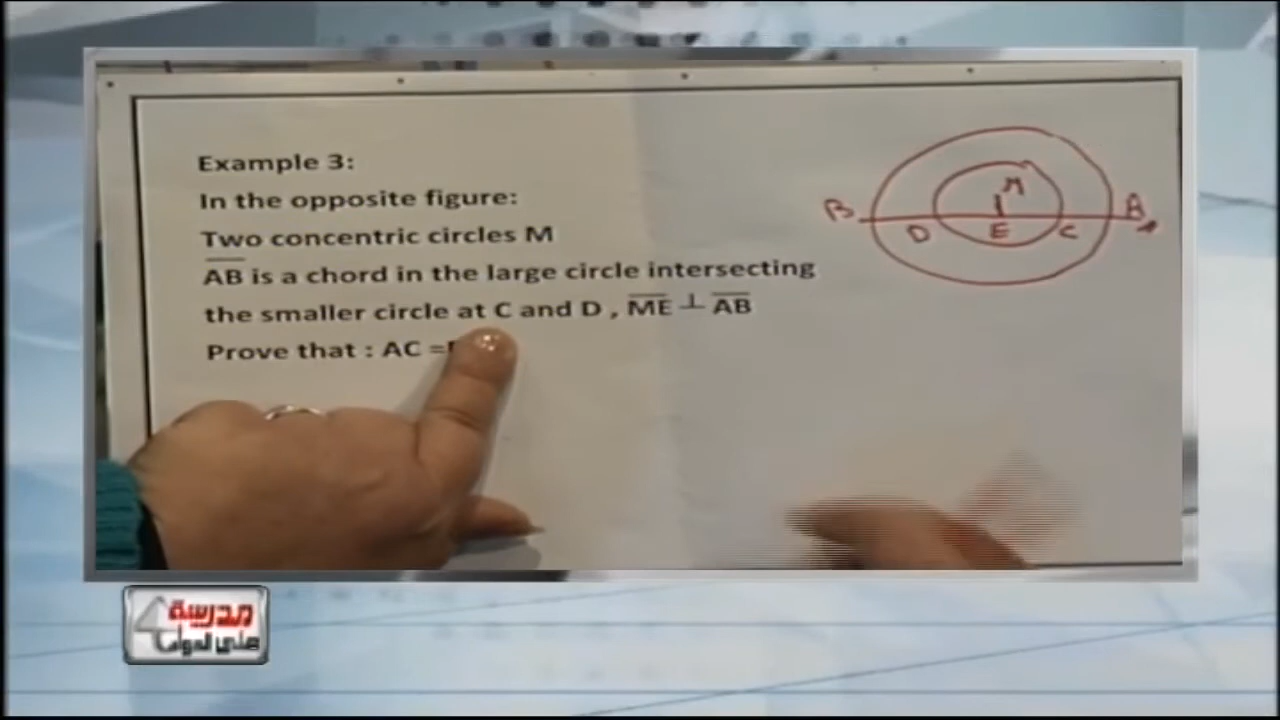 Example 3:
In the opposite figure:
Two concentric circles M
AB is a chord in the large circle intersecting
the smaller circle at C and D , ME ⊥ AB
Prove that : AC =
M
B
A
D
E
C
مدرسة
على الهواء